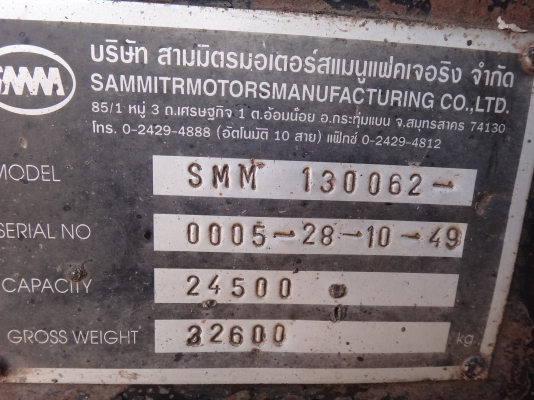 SMM
บริษัท สามมิตรมอเตอร์สแมนูแฟคเจอริง จำกัด
SAMMITRMOTORSMANUFACTURING CO.,LTD.
85/1 หมู่ 3 ถ.เศรษฐกิจ 1 ต.อ้อมน้อย อ.กระทุ่มแบน จ.สมุทรสาคร 74130
โทร. 0-2429-4888 (อัตโนมัติ 10 สาย) แฟ็กซ์ 0-2429-4812
MODEL SMM 130062-
SERIAL NO 0005-28-10-49
CAPACITY 24500
GROSS WEIGHT 32600 kg.